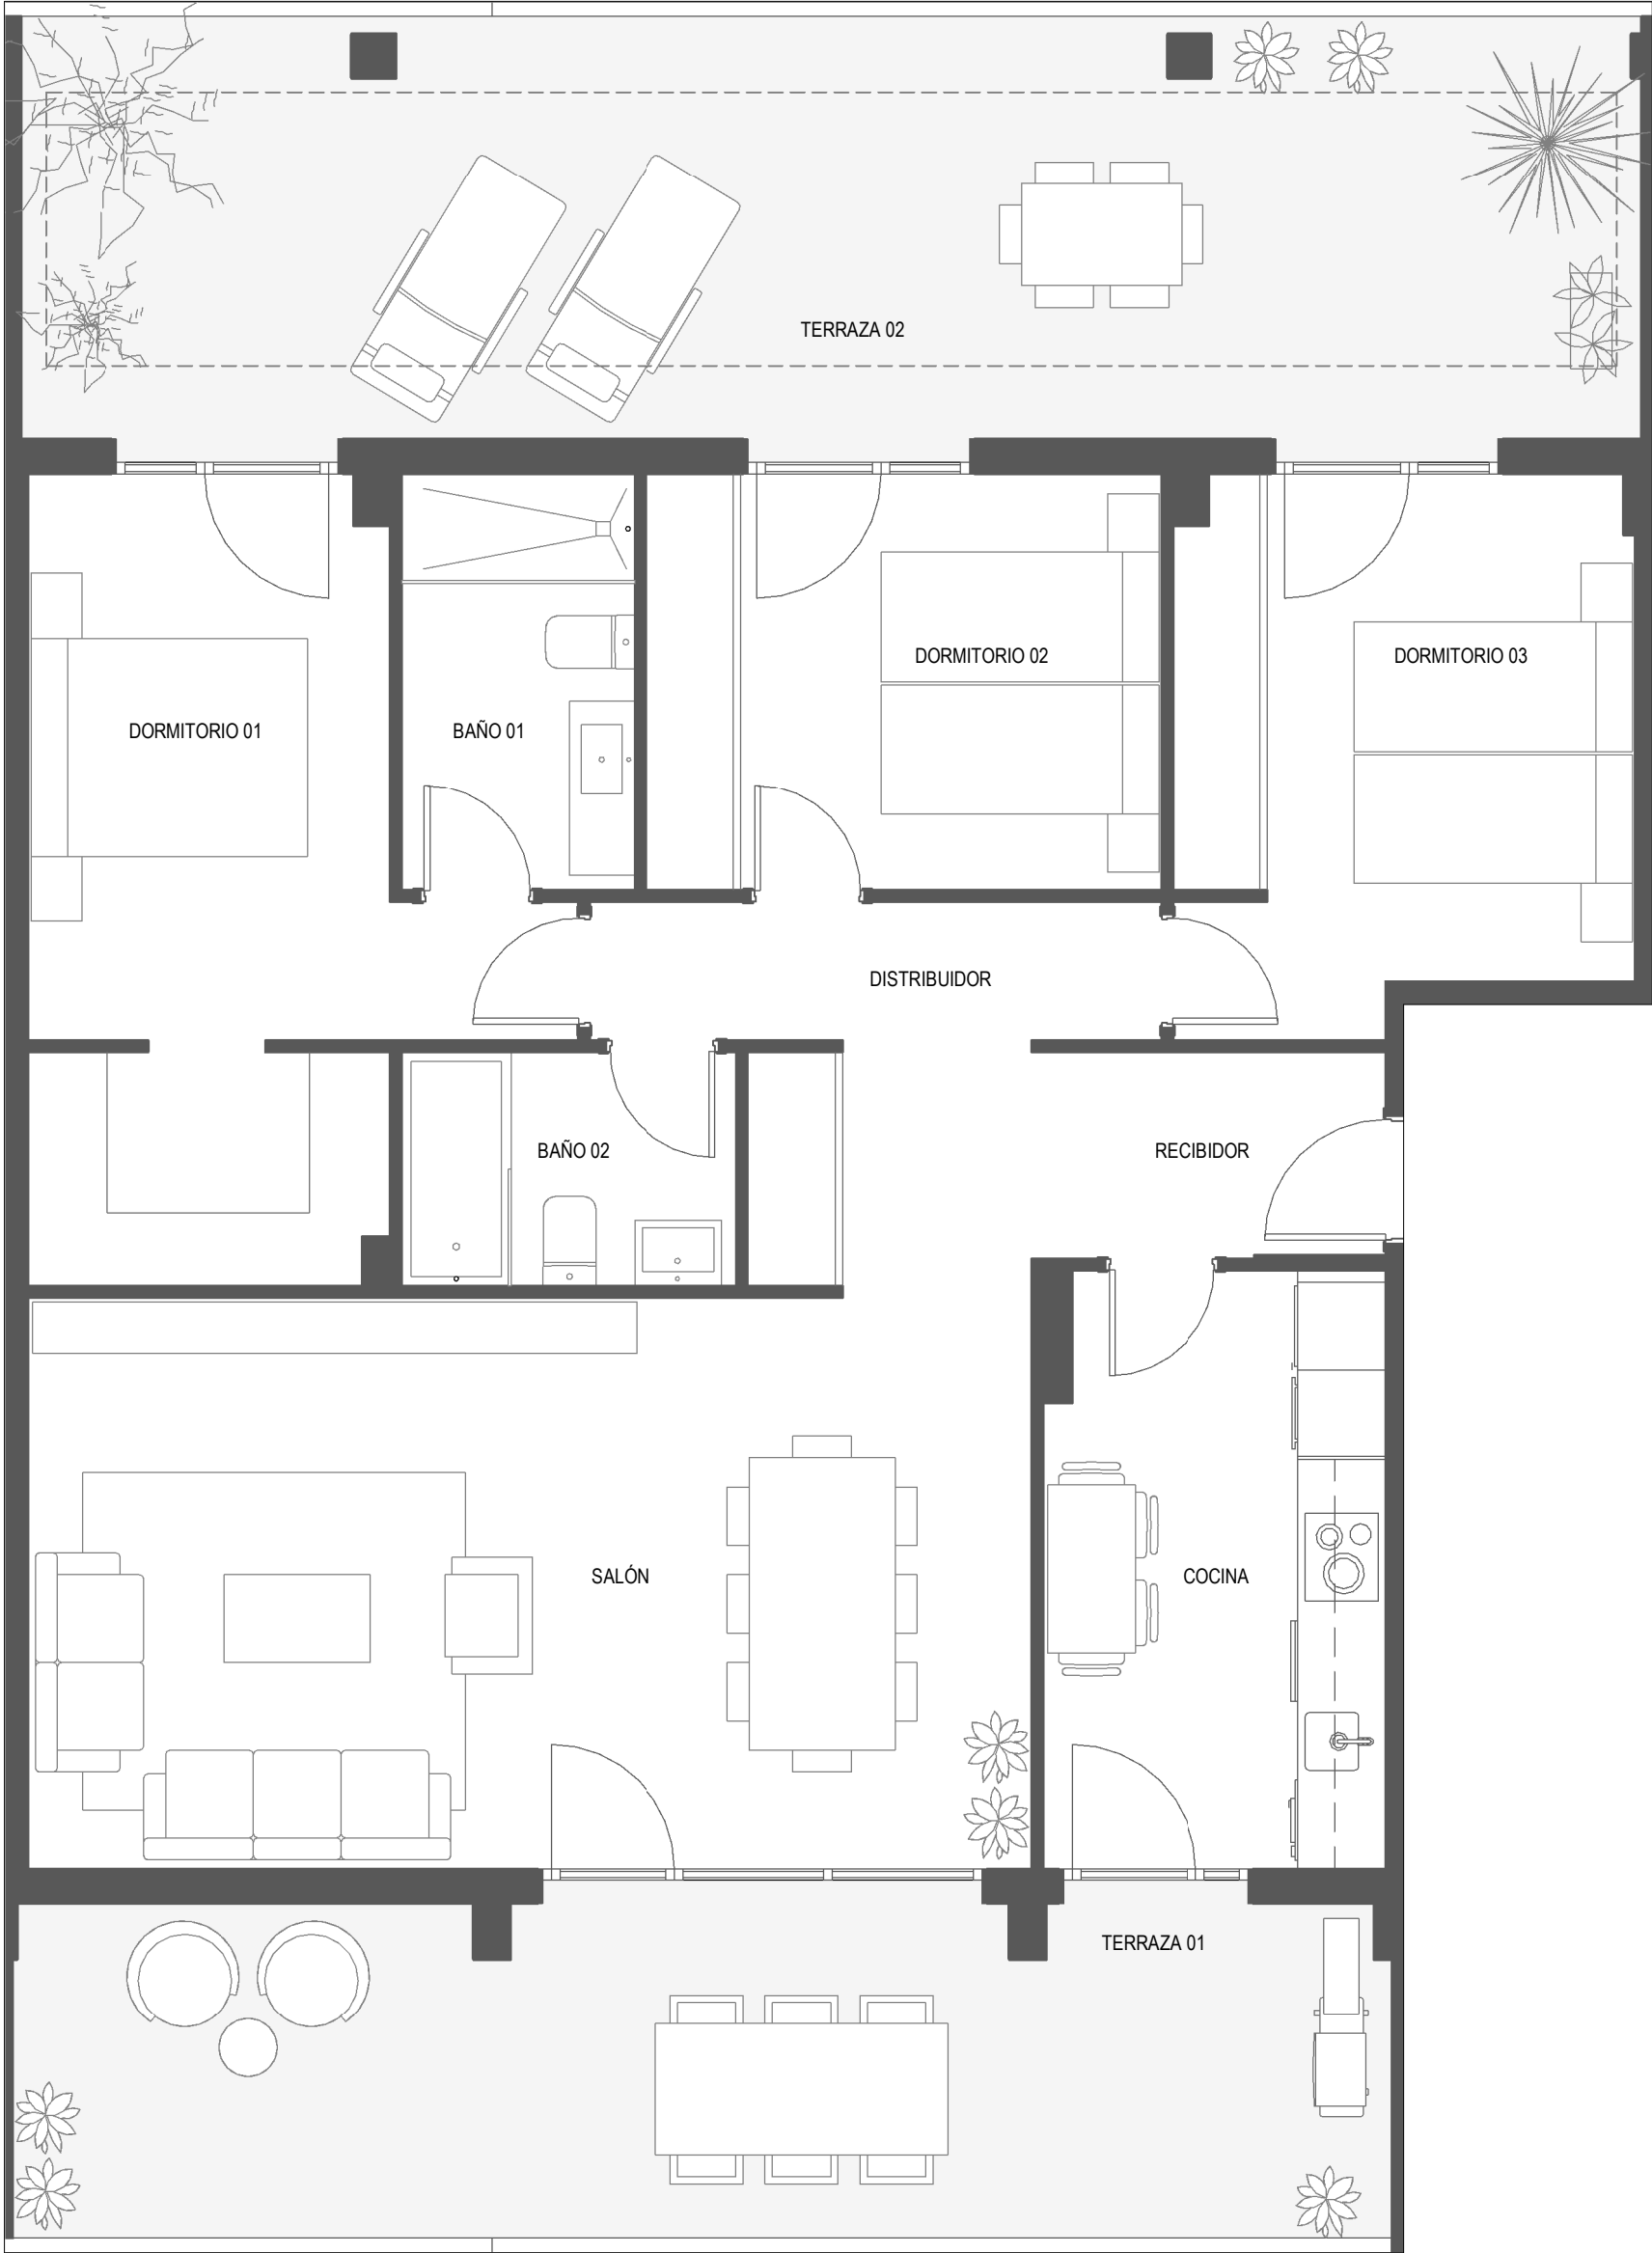 TERRAZA 02
DORMITORIO 02
DORMITORIO 03
DORMITORIO 01
BAÑO 01
DISTRIBUIDOR
BAÑO 02
RECIBIDOR
SALÓN
COCINA
TERRAZA 01